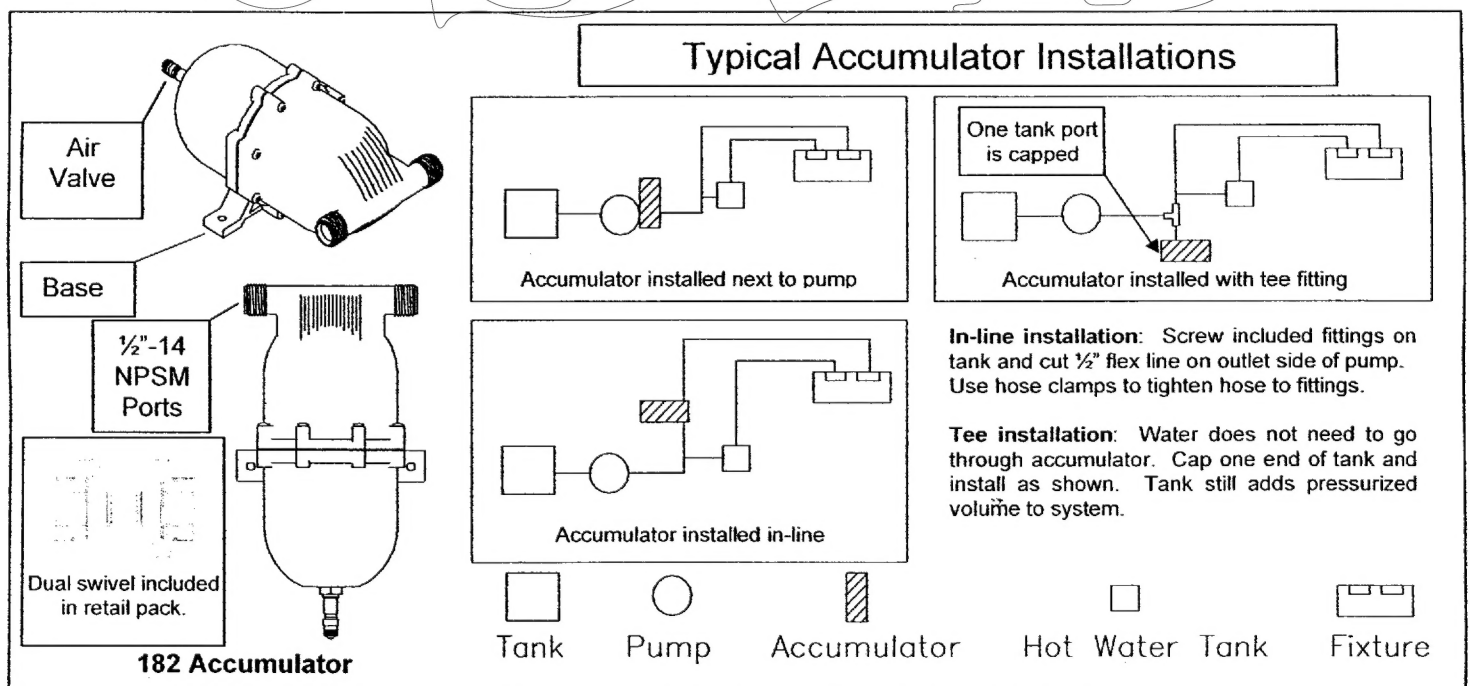 Typical Accumulator Installations
Air
Valve
Base
½"-14
NPSM
Ports
Dual swivel included
in retail pack.
182 Accumulator
Accumulator installed next to pump
One tank port
is capped
Accumulator installed with tee fitting
Accumulator installed in-line
In-line installation: Screw included fittings on
tank and cut ½" flex line on outlet side of pump.
Use hose clamps to tighten hose to fittings.
Tee installation: Water does not need to go
through accumulator. Cap one end of tank and
install as shown. Tank still adds pressurized
volume to system.
Tank
Pump
Accumulator
Hot Water Tank
Fixture